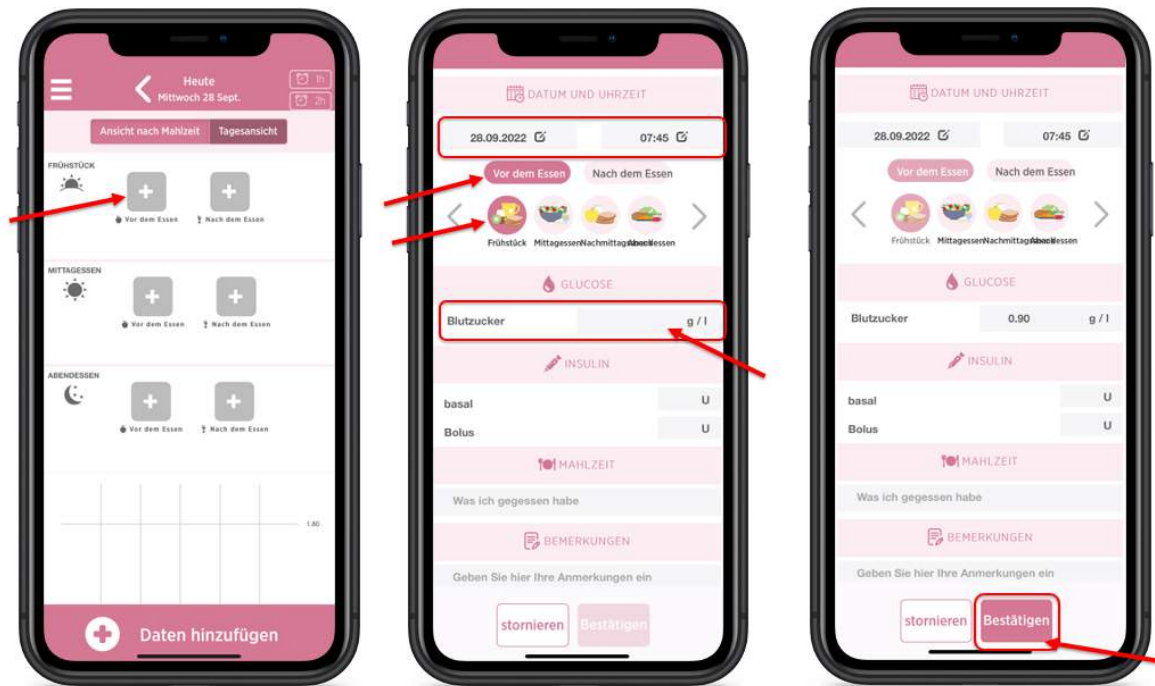 Heute
Mittwoch 28 Sept.
1h
2h
Ansicht nach Mahlzeit
Tagesansicht
FRÜHSTÜCK
Vor dem Essen
Nach dem Essen
MITTAGESSEN
Vor dem Essen
Nach dem Essen
ABENDESSEN
Vor dem Essen
Nach dem Essen
1.80
Daten hinzufügen
DATUM UND UHRZEIT
28.09.2022
07:45
Vor dem Essen
Nach dem Essen
Frühstück
Mittagessen
GLUCOSE
Blutzucker
g / l
INSULIN
basal
U
Bolus
U
MAHLZEIT
Was ich gegessen habe
BEMERKUNGEN
Geben Sie hier Ihre Anmerkungen ein
stornieren
Bestätigen
DATUM UND UHRZEIT
28.09.2022
07:45
Vor dem Essen
Nach dem Essen
Frühstück
Mittagessen
GLUCOSE
Blutzucker
0.90
g / l
INSULIN
basal
U
Bolus
U
MAHLZEIT
Was ich gegessen habe
BEMERKUNGEN
Geben Sie hier Ihre Anmerkungen ein
stornieren
Bestätigen